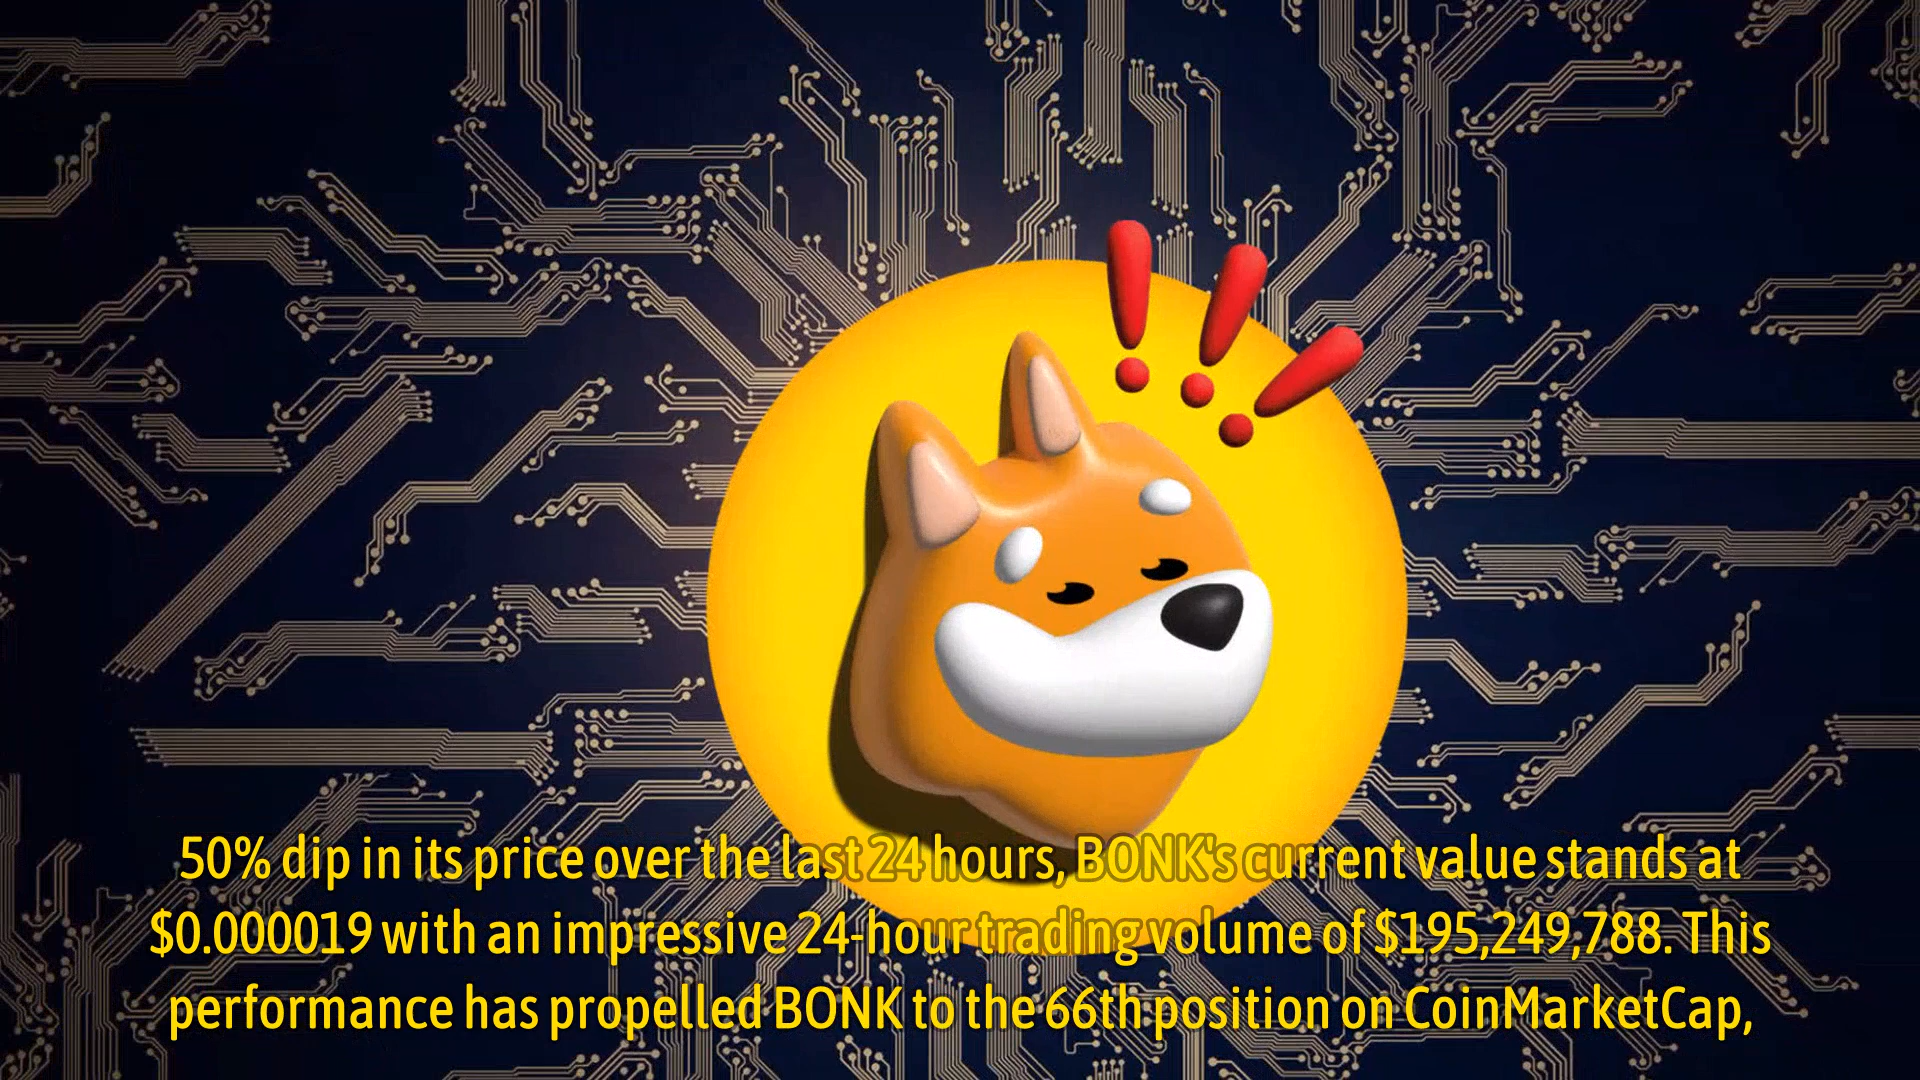 50% dip in its price over the last 24 hours, BONK's current value stands at
$0.000019 with an impressive 24-hour trading volume of $195,249,788. This
performance has propelled BONK to the 66th position on CoinMarketCap,